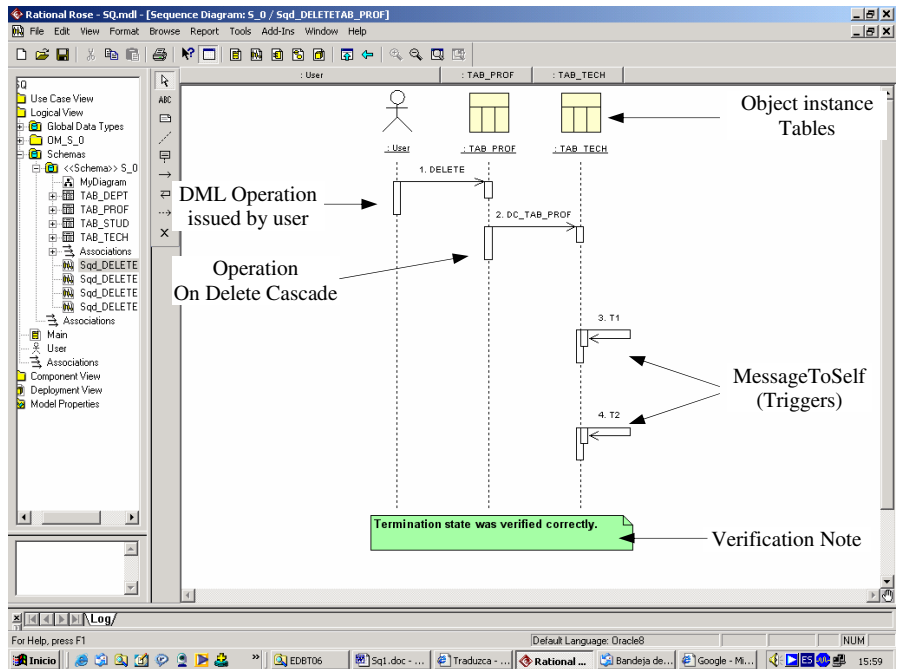 Rational Rose - SQ.mdl - [Sequence Diagram: S_0 / Sqd_DELETETAB_PROF]
File Edit View Format Browse Report Tools Add-Ins Window Help
: User : TAB_PROF : TAB_TECH
SQ
Use Case View
Logical View
Global Data Types
OM_S_0
Schemas
<<Schema>> S_0
MyDiagram
TAB_DEPT
TAB_PROF
TAB_STUD
TAB_TECH
Associations
Sqd_DELETE
Sqd_DELETE
Sqd_DELETE
Sqd_DELETE
Associations
Main
User
Associations
Component View
Deployment View
Model Properties
ABC
: User : TAB_PROF : TAB_TECH
Object instance
Tables
1. DELETE
DML Operation
issued by user
2. DC_TAB_PROF
Operation
On Delete Cascade
3. T1
MessageToSelf
(Triggers)
4. T2
Termination state was verified correctly.
Verification Note
Log
For Help, press F1
Default Language: Oracle8
NUM
Inicio
EDBT06
Sq1.doc - ...
Traduzca - ...
Rational ...
Bandeja de...
Google - Mi...
ES
15:59